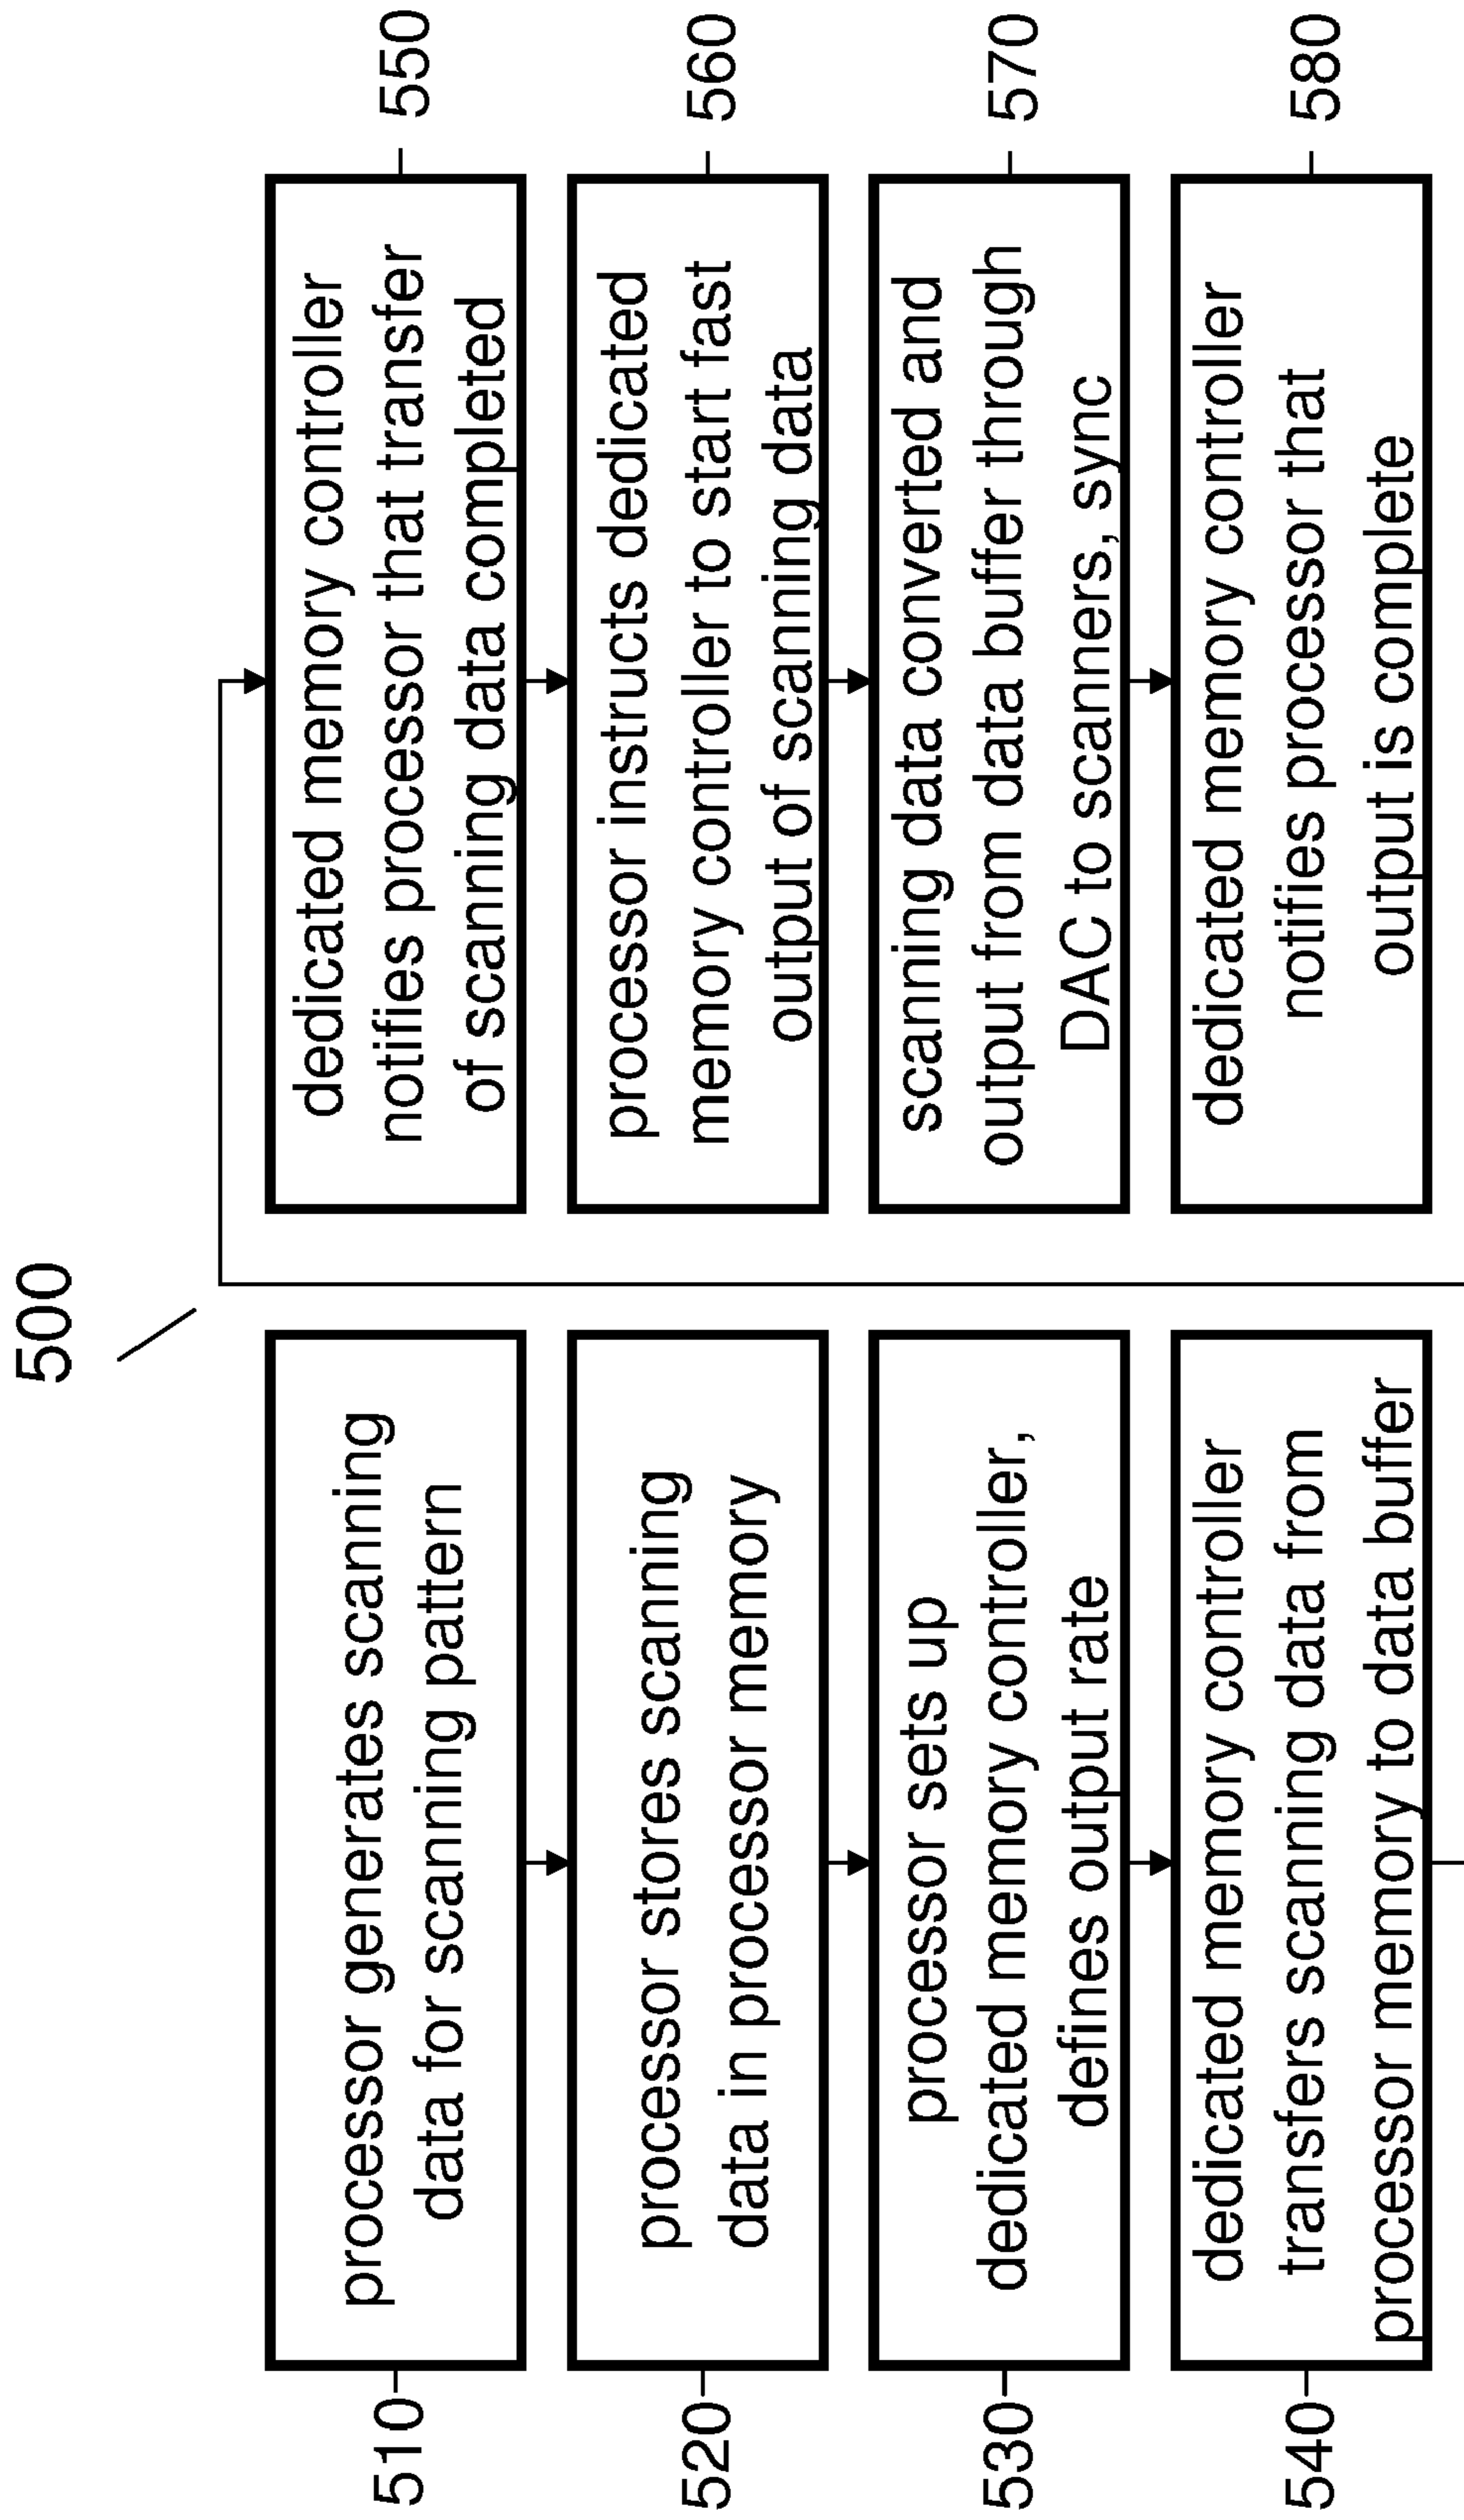 500
510
processor generates scanning
data for scanning pattern
520
processor stores scanning
data in processor memory
530
processor sets up
dedicated memory controller,
defines output rate
540
dedicated memory controller
transfers scanning data from
processor memory to data buffer
550
dedicated memory controller
notifies processor that transfer
of scanning data completed
560
processor instructs dedicated
memory controller to start fast
output of scanning data
570
scanning data converted and
output from data buffer through
DAC to scanners, sync
580
dedicated memory controller
notifies processor that
output is complete